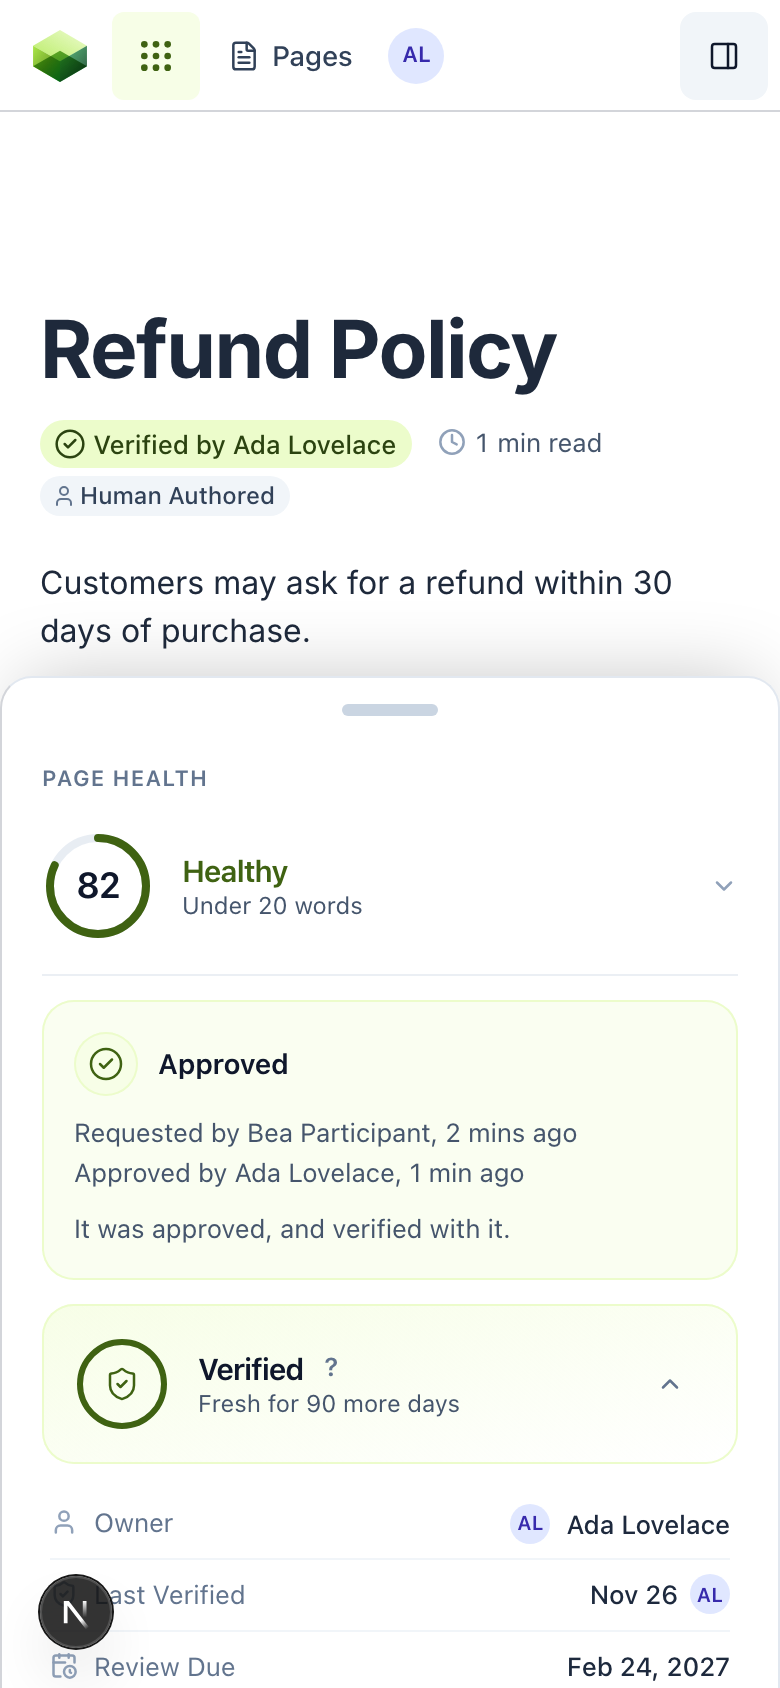 Pages AL
Refund Policy
Verified by Ada Lovelace 1 min read
Human Authored
Customers may ask for a refund within 30
days of purchase.
PAGE HEALTH
82
Healthy
Under 20 words
Approved
Requested by Bea Participant, 2 mins ago
Approved by Ada Lovelace, 1 min ago
It was approved, and verified with it.
Verified ?
Fresh for 90 more days
Owner AL Ada Lovelace
N
Last Verified Nov 26 AL
Review Due Feb 24, 2027